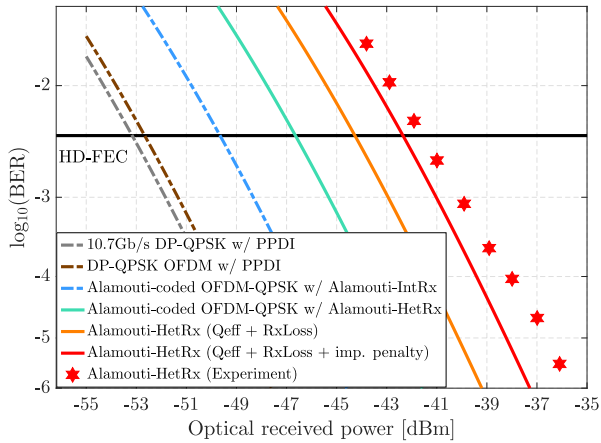 -2
-3
-4
-5
-6
log₁₀(BER)
HD-FEC
10.7Gb/s DP-QPSK w/ PPDI
DP-QPSK OFDM w/ PPDI
Alamouti-coded OFDM-QPSK w/ Alamouti-IntRx
Alamouti-coded OFDM-QPSK w/ Alamouti-HetRx
Alamouti-HetRx (Qeff + RxLoss)
Alamouti-HetRx (Qeff + RxLoss + imp. penalty)
Alamouti-HetRx (Experiment)
-55 -53 -51 -49 -47 -45 -43 -41 -39 -37 -35
Optical received power [dBm]